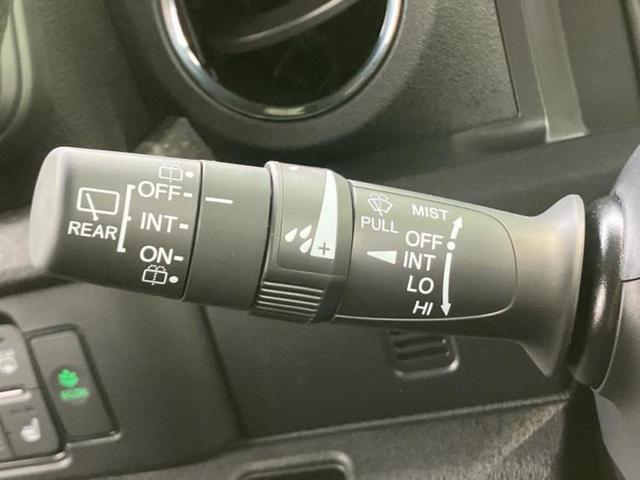 OFF
INT
REAR
ON
PULL
MIST
OFF
INT
LO
HI
ECON